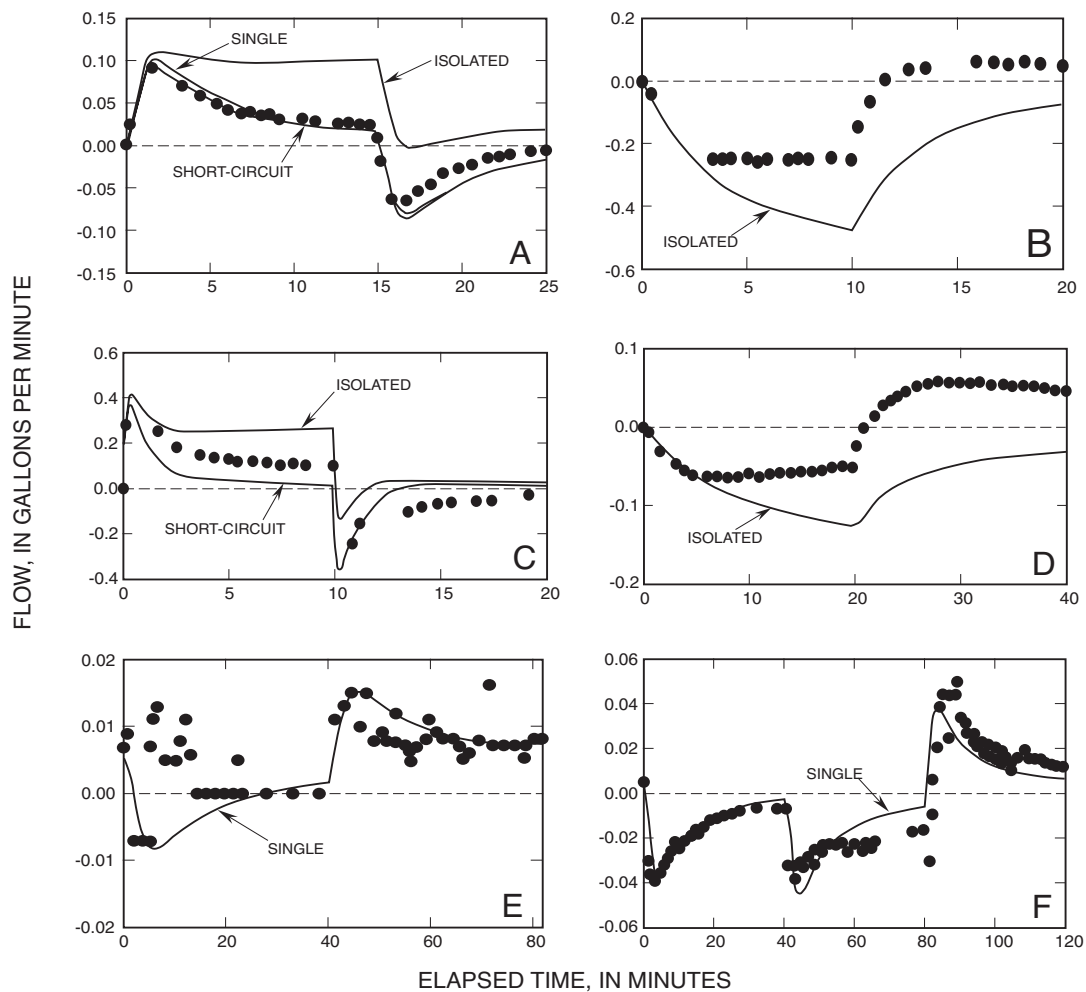 FLOW, IN GALLONS PER MINUTE
0.15
0.10
0.05
0.00
-0.05
-0.10
-0.15
0 5 10 15 20 25
SINGLE
ISOLATED
SHORT-CIRCUIT
A
0.2
0.0
-0.2
-0.4
-0.6
0 10 20
ISOLATED
B
0.6
0.4
0.2
0.0
-0.2
-0.4
0 5 10 15 20
ISOLATED
SHORT-CIRCUIT
C
0.1
0.0
-0.1
-0.2
0 10 20 30 40
ISOLATED
D
0.02
0.01
0.00
-0.01
-0.02
0 20 40 60 80
SINGLE
E
0.06
0.04
0.02
0.00
-0.02
-0.04
-0.06
0 20 40 60 80 100 120
SINGLE
F
ELAPSED TIME, IN MINUTES